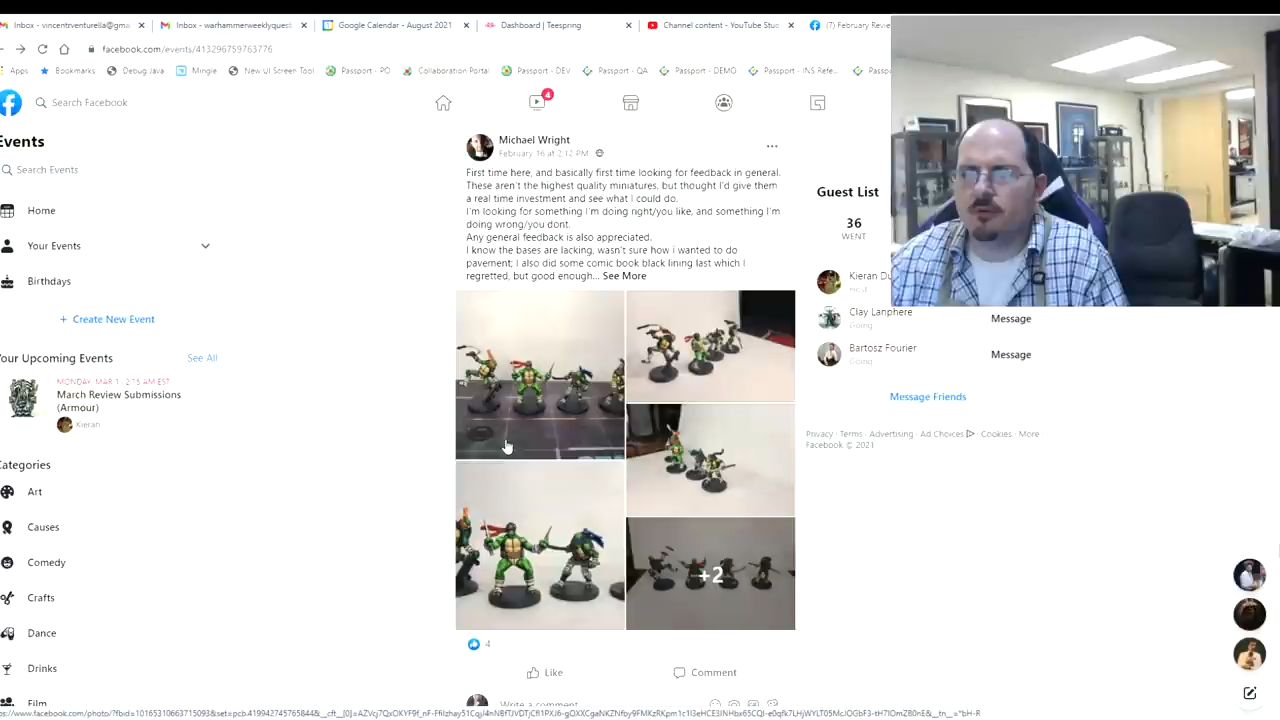 Inbox - vincentrventurella@gma
Inbox - warhammerweeklyquest
Google Calendar - August 2021
Dashboard | Teespring
Channel content - YouTube Stu
(7) February Revie
facebook.com/events/413296759763776
Apps
Bookmarks
Debug Java
Mingle
New UI Screen Tool
Passport - PO
Collaboration Portal
Passport - DEV
Passport - QA
Passport - DEMO
Passport - INS Refe...
Passpo
Search Facebook
4
Events
Search Events
Home
Your Events
Birthdays
+ Create New Event
Your Upcoming Events
See All
MONDAY, MAR 1 · 2:15 AM EST
March Review Submissions
(Armour)
Kieran
Categories
Art
Causes
Comedy
Crafts
Dance
Drinks
Film
Michael Wright
February 16 at 2:12 PM
First time here, and basically first time looking for feedback in general.
These aren't the highest quality miniatures, but thought I'd give them
a real time investment and see what I could do.
I'm looking for something I'm doing right/you like, and something I'm
doing wrong/you dont.
Any general feedback is also appreciated.
I know the bases are lacking, wasn't sure how i wanted to do
pavement; I also did some comic book black lining last which I
regretted, but good enough... See More
+2
4
Like
Comment
Write a comment
Guest List
36
WENT
Kieran Du
Host
Clay Lanphere
Going
Message
Bartosz Fourier
Going
Message
Message Friends
Privacy · Terms · Advertising · Ad Choices · Cookies · More
Facebook © 2021